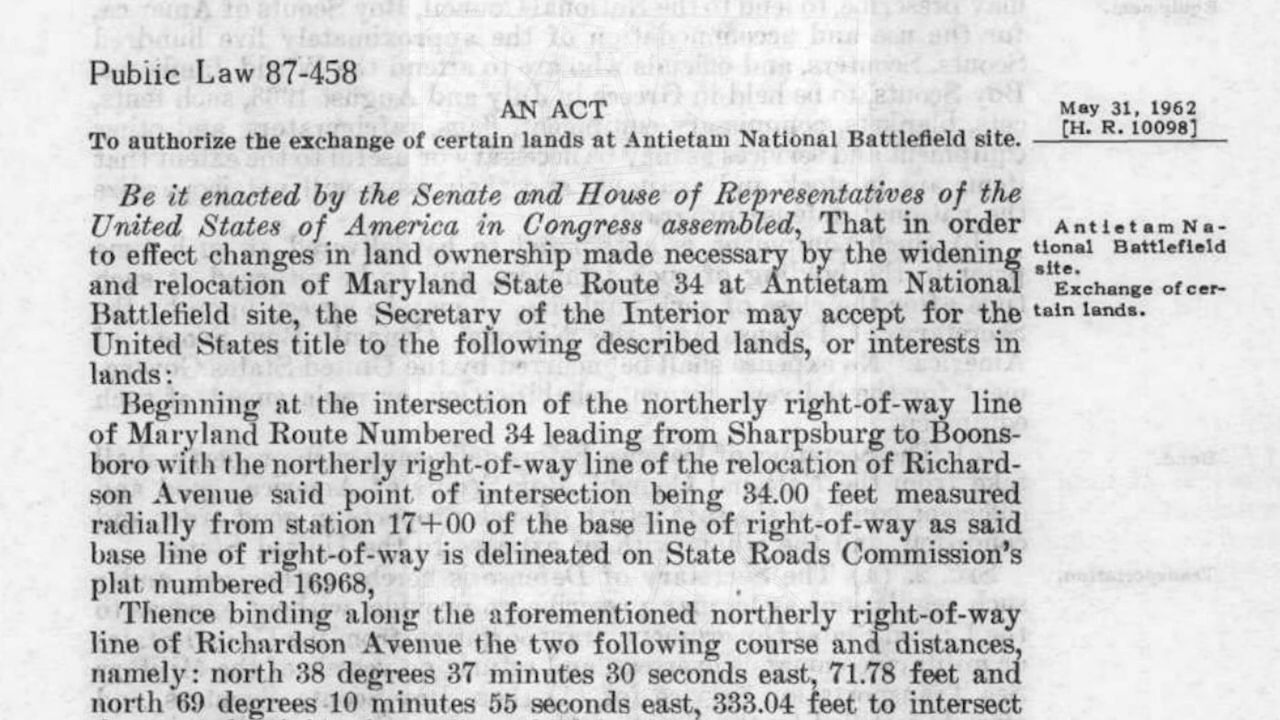 Public Law 87-458
AN ACT
May 31, 1962
[H. R. 10098]
To authorize the exchange of certain lands at Antietam National Battlefield site.
Be it enacted by the Senate and House of Representatives of the
United States of America in Congress assembled, That in order
to effect changes in land ownership made necessary by the widening
and relocation of Maryland State Route 34 at Antietam National
Battlefield site, the Secretary of the Interior may accept for the
United States title to the following described lands, or interests in
lands:
Antietam Na-
tional Battlefield
site.
Exchange of cer-
tain lands.
Beginning at the intersection of the northerly right-of-way line
of Maryland Route Numbered 34 leading from Sharpsburg to Boons-
boro with the northerly right-of-way line of the relocation of Richard-
son Avenue said point of intersection being 34.00 feet measured
radially from station 17+00 of the base line of right-of-way as said
base line of right-of-way is delineated on State Roads Commission's
plat numbered 16968,
Thence binding along the aforementioned northerly right-of-way
line of Richardson Avenue the two following course and distances,
namely: north 38 degrees 37 minutes 30 seconds east, 71.78 feet and
north 69 degrees 10 minutes 55 seconds east, 333.04 feet to intersect